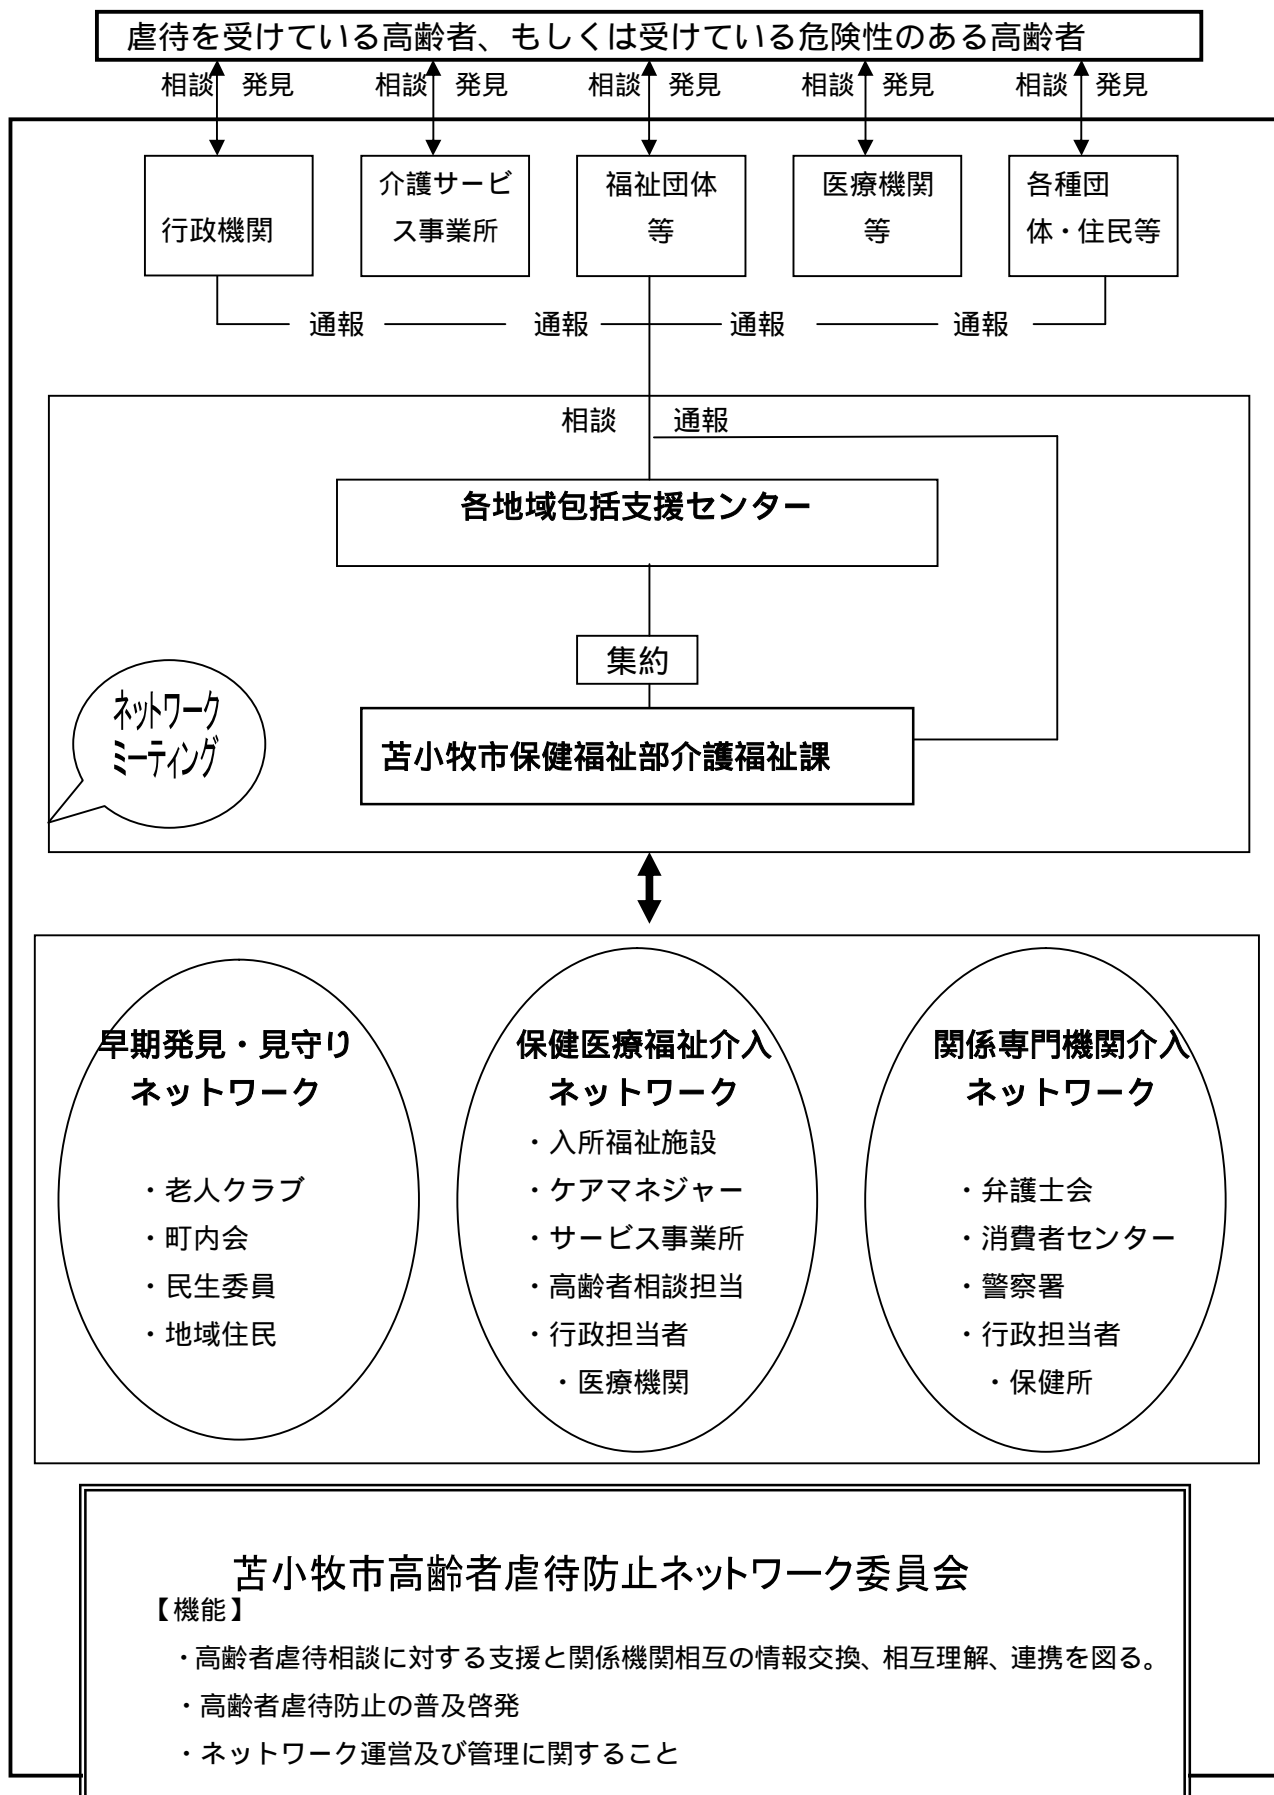 虐待を受けている高齢者、もしくは受けている危険性のある高齢者
相談 発見 相談 発見 相談 発見 相談 発見 相談 発見
行政機関
介護サービ
ス事業所
福祉団体
等
医療機関
等
各種団
体・住民等
通報 通報 通報 通報
相談 通報
各地域包括支援センター
集約
ネットワーク
ミーティング
苫小牧市保健福祉部介護福祉課
早期発見・見守り
ネットワーク
・老人クラブ
・町内会
・民生委員
・地域住民
保健医療福祉介入
ネットワーク
・入所福祉施設
・ケアマネジャー
・サービス事業所
・高齢者相談担当
・行政担当者
・医療機関
関係専門機関介入
ネットワーク
・弁護士会
・消費者センター
・警察署
・行政担当者
・保健所
苫小牧市高齢者虐待防止ネットワーク委員会
【機能】
・高齢者虐待相談に対する支援と関係機関相互の情報交換、相互理解、連携を図る。
・高齢者虐待防止の普及啓発
・ネットワーク運営及び管理に関すること